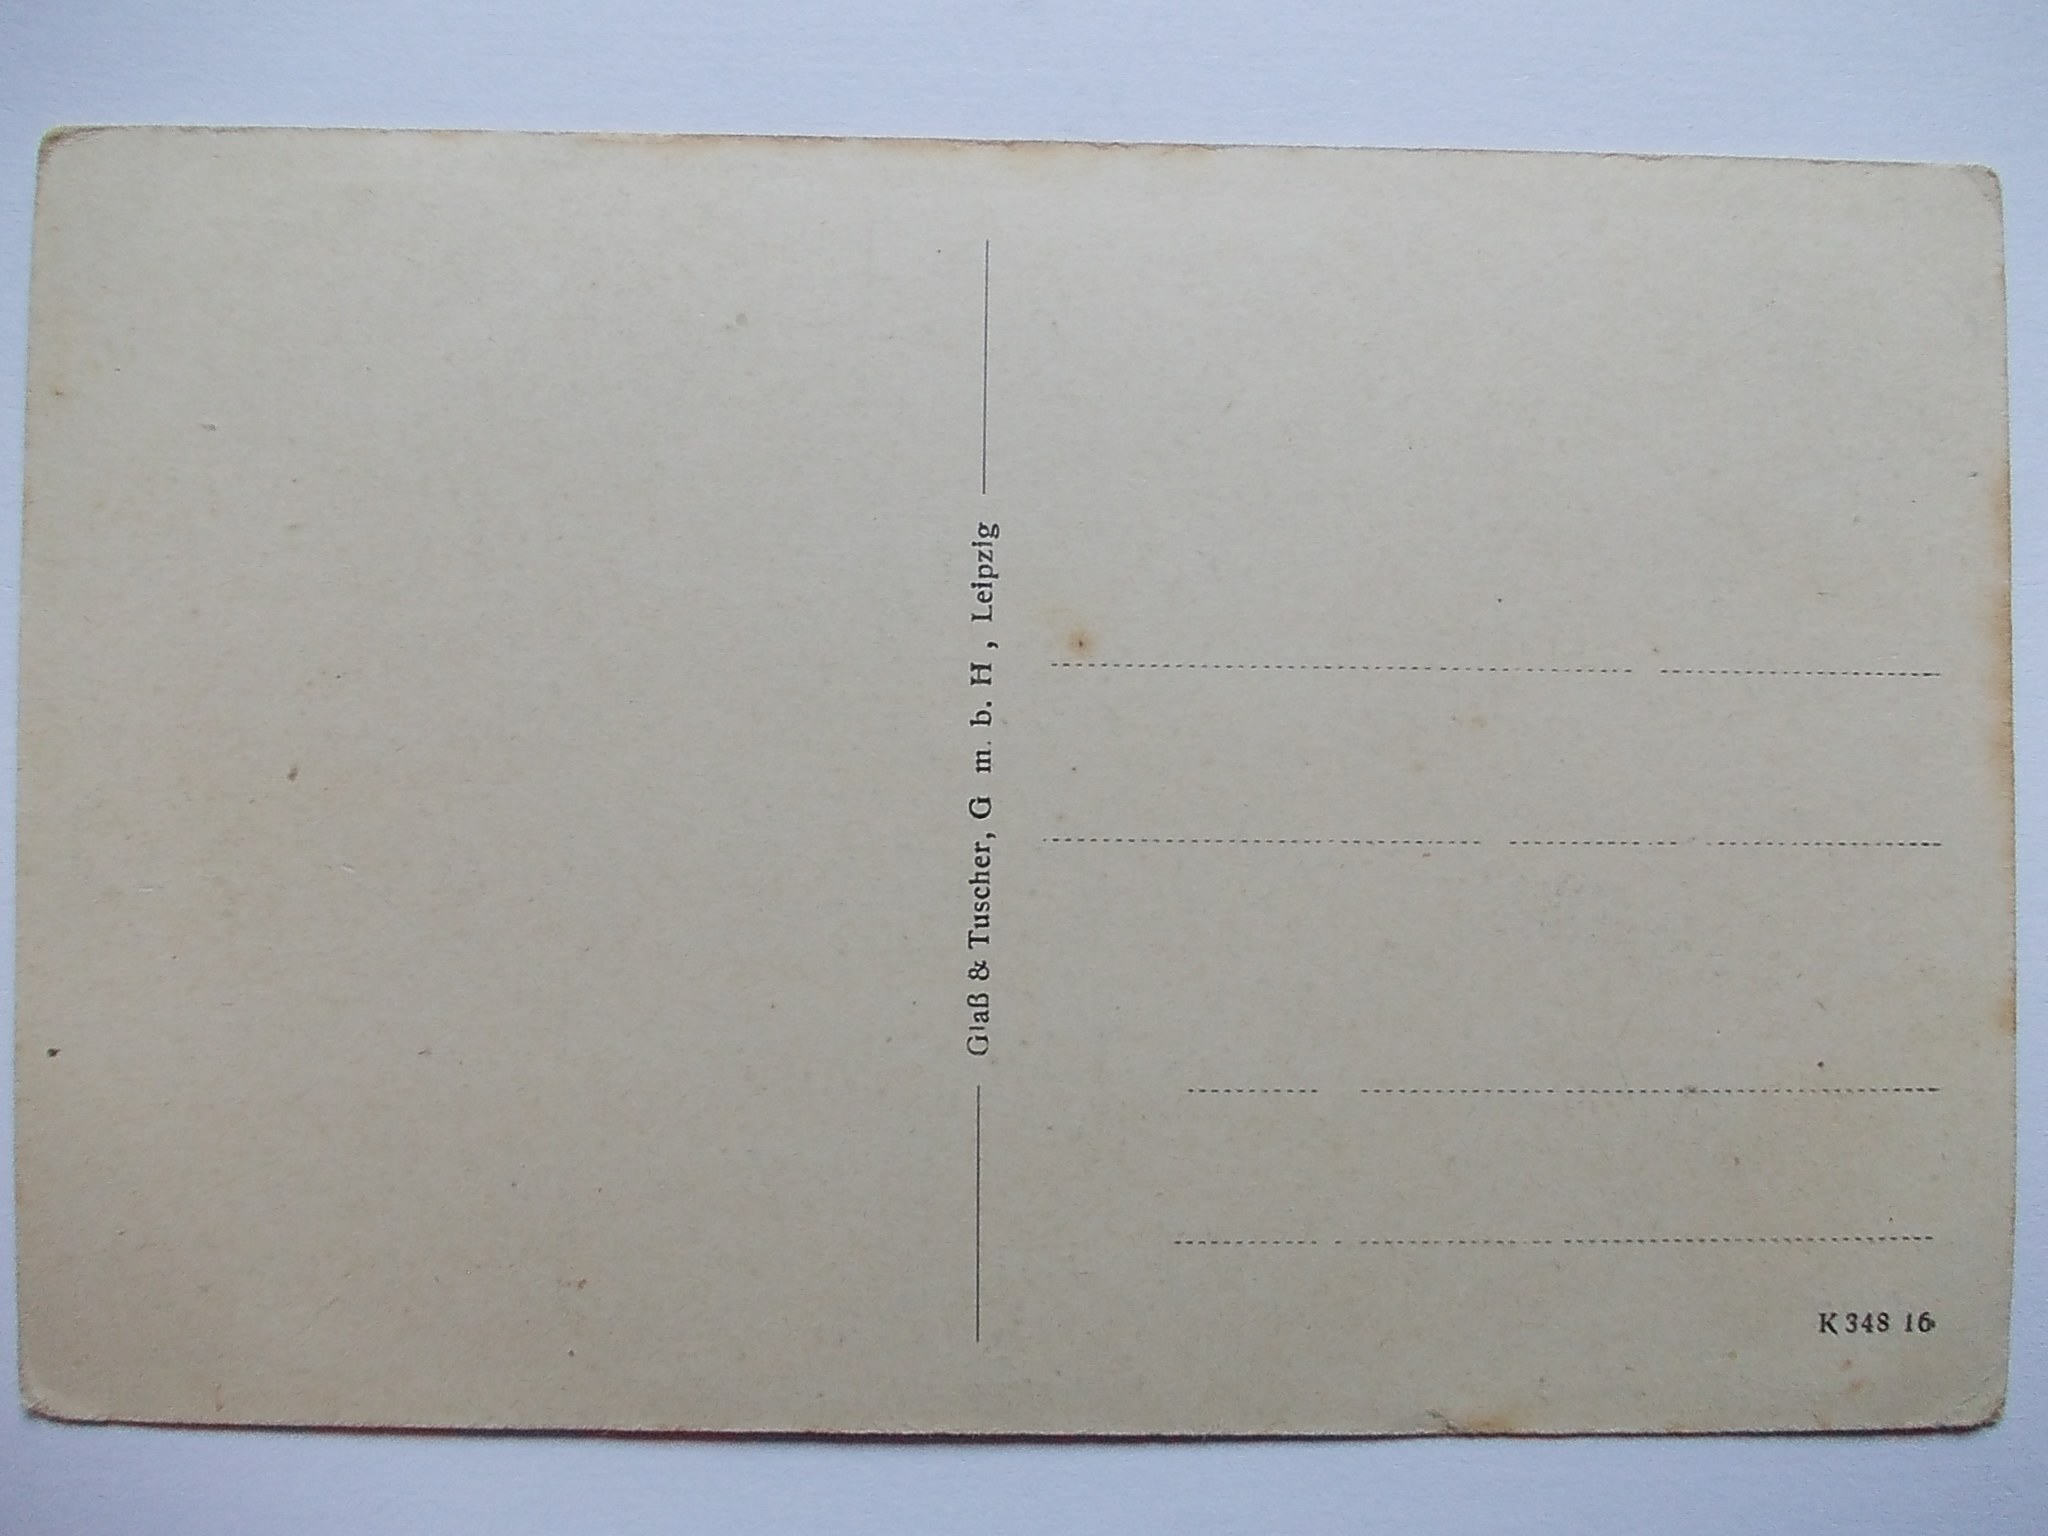 Glaß & Tuscher, G m. b. H, Leipzig
K 348 16